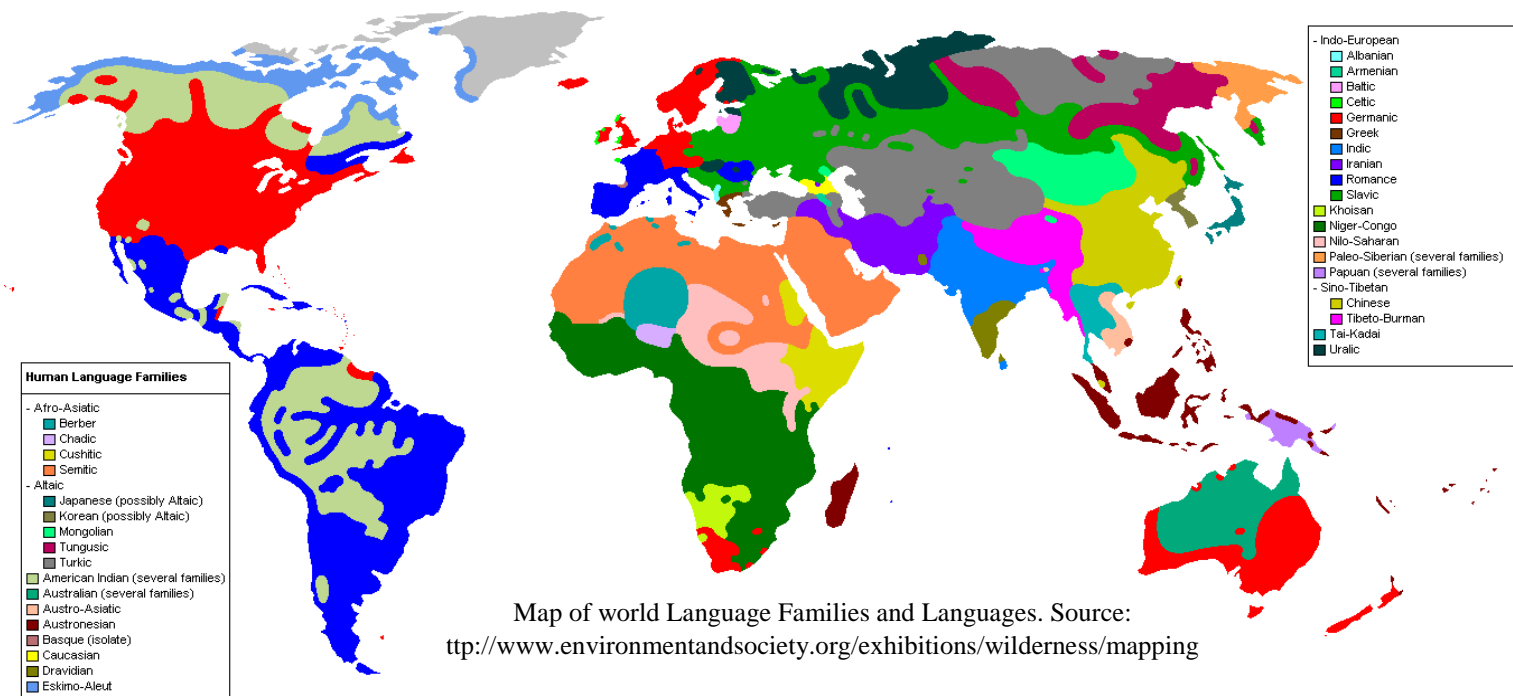 - Indo-European
Albanian
Armenian
Baltic
Celtic
Germanic
Greek
Indic
Iranian
Romance
Slavic
Khoisan
Niger-Congo
Nilo-Saharan
Paleo-Siberian (several families)
Papuan (several families)
- Sino-Tibetan
Chinese
Tibeto-Burman
Tai-Kadai
Uralic
Human Language Families
- Afro-Asiatic
Berber
Chadic
Cushitic
Semitic
- Altaic
Japanese (possibly Altaic)
Korean (possibly Altaic)
Mongolian
Tungusic
Turkic
American Indian (several families)
Australian (several families)
Austro-Asiatic
Austronesian
Basque (isolate)
Caucasian
Dravidian
Eskimo-Aleut
Map of world Language Families and Languages. Source:
ttp://www.environmentandsociety.org/exhibitions/wilderness/mapping